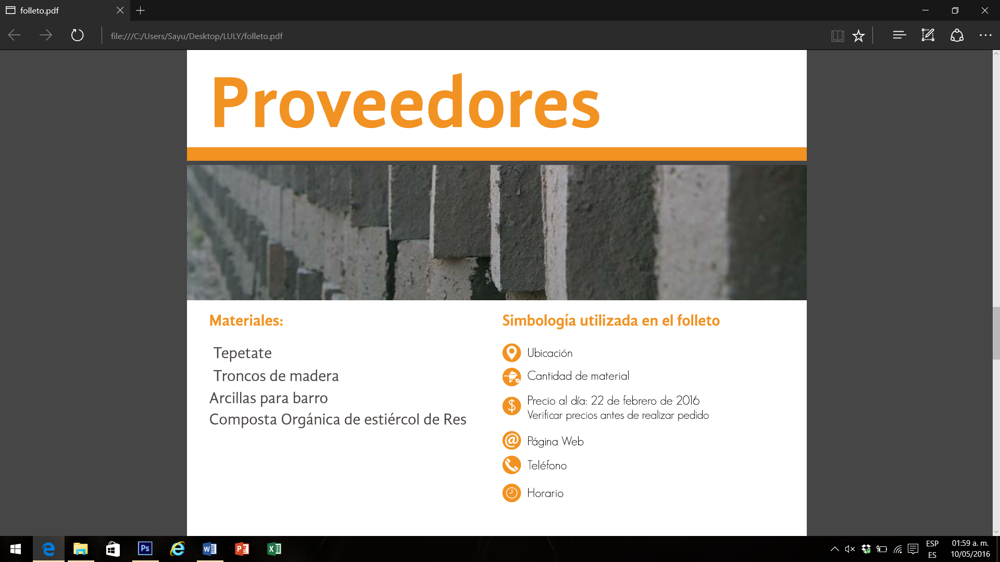 folleto.pdf
file:///C:/Users/Sayu/Desktop/LULY/folleto.pdf
Proveedores
Materiales:
Tepetate
Troncos de madera
Arcillas para barro
Composta Orgánica de estiércol de Res
Simbología utilizada en el folleto
Ubicación
Cantidad de material
$ Precio al día: 22 de febrero de 2016
Verificar precios antes de realizar pedido
@ Página Web
Teléfono
Horario
Ps
ESP
ES
01:59 a. m.
10/05/2016